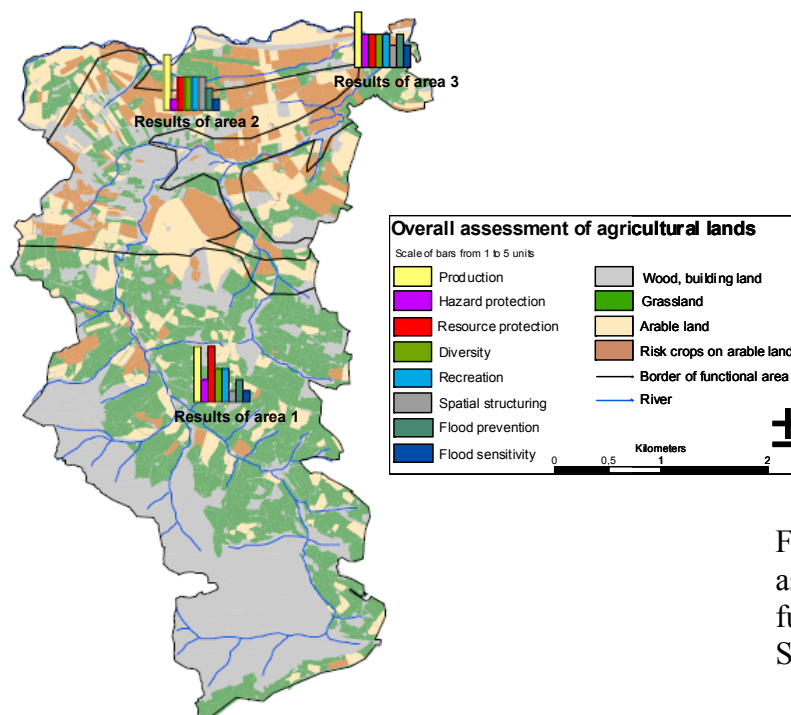 Results of area 3
Results of area 2
Results of area 1
Overall assessment of agricultural lands
Scale of bars from 1 to 5 units
Production
Hazard protection
Resource protection
Diversity
Recreation
Spatial structuring
Flood prevention
Flood sensitivity
Wood, building land
Grassland
Arable land
Risk crops on arable land
Border of functional area
River
Kilometers
0 0,5 1 2
F
a
fu
S